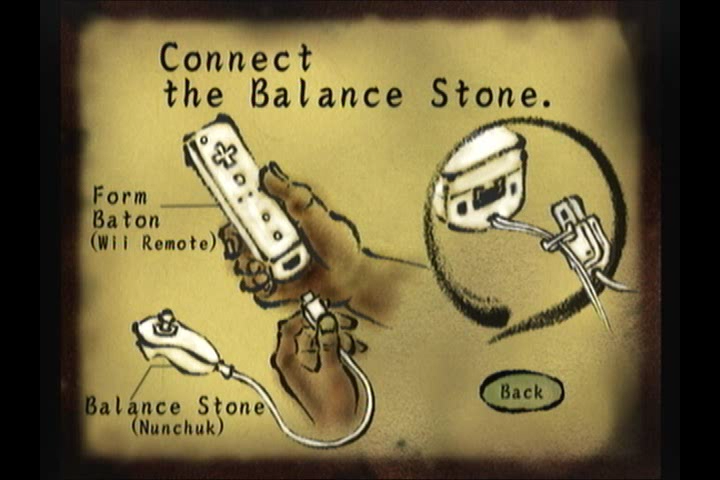 Connect
the Balance Stone.
Form
Baton
(Wii Remote)
Balance Stone
(Nunchuk)
Back